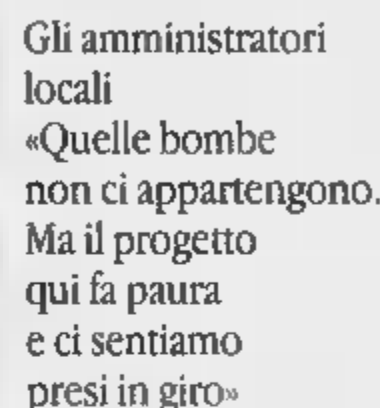 Gli amministratori
locali
«Quelle bombe
non ci appartengono.
Ma il progetto
qui fa paura
e ci sentiamo
presi in giro»